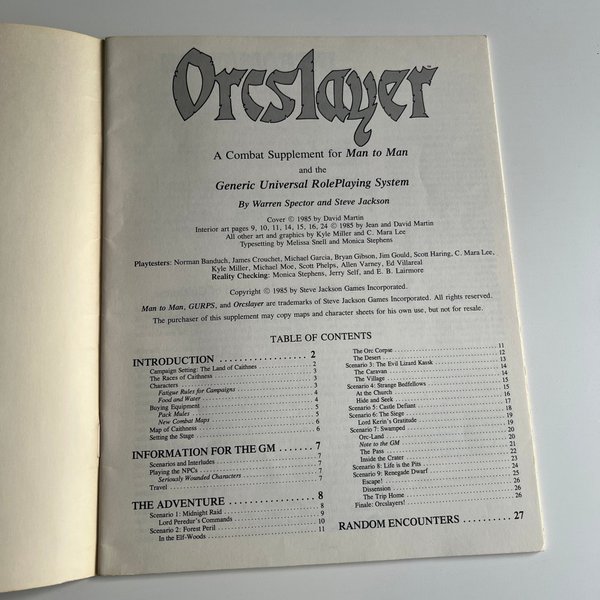 Orcslayer™
A Combat Supplement for Man to Man
and the
Generic Universal RolePlaying System
By Warren Spector and Steve Jackson
Cover © 1985 by David Martin
Interior art pages 9, 10, 11, 14, 15, 16, 24 © 1985 by Jean and David Martin
All other art and graphics by Kyle Miller and C. Mara Lee
Typesetting by Melissa Snell and Monica Stephens
Playtesters: Norman Banduch, James Crouchet, Michael Garcia, Bryan Gibson, Jim Gould, Scott Haring, C. Mara Lee,
Kyle Miller, Michael Moe, Scott Phelps, Allen Varney, Ed Villareal
Reality Checking: Monica Stephens, Jerry Self, and E. B. Lairmore
Copyright © 1985 by Steve Jackson Games Incorporated.
Man to Man, GURPS, and Orcslayer are trademarks of Steve Jackson Games Incorporated. All rights reserved.
The purchaser of this supplement may copy maps and character sheets for his own use, but not for resale.
TABLE OF CONTENTS
INTRODUCTION . . . . . . . . . . . . . . . . . 2
Campaign Setting: The Land of Caithnes 2
The Races of Caithness 3
Characters 3
Fatigue Rules for Campaigns 4
Food and Water 4
Buying Equipment 5
Pack Mules 5
New Combat Maps 6
Map of Caithness 6
Setting the Stage 6
INFORMATION FOR THE GM . . . . . . . 7
Scenarios and Interludes 7
Playing the NPCs 7
Seriously Wounded Characters 7
Travel 7
THE ADVENTURE . . . . . . . . . . . . . . . . 8
Scenario 1: Midnight Raid 8
Lord Peredur's Commands 9
Scenario 2: Forest Peril 10
In the Elf-Woods 11
The Orc Corpse 11
The Desert 12
Scenario 3: The Evil Lizard Kassk 13
The Caravan 14
The Village 14
Scenario 4: Strange Bedfellows 15
At the Church 15
Hide and Seek 16
Scenario 5: Castle Defiant 17
Scenario 6: The Siege 18
Lord Kerin's Gratitude 19
Scenario 7: Swamped 19
Orc-Land 20
Note to the GM 20
The Pass 21
Inside the Crater 22
Scenario 8: Life is the Pits 23
Scenario 9: Renegade Dwarf 24
Escape! 25
Dissension 26
The Trip Home 26
Finale: Orcslayers! 26
RANDOM ENCOUNTERS . . . . . . . . . . 27